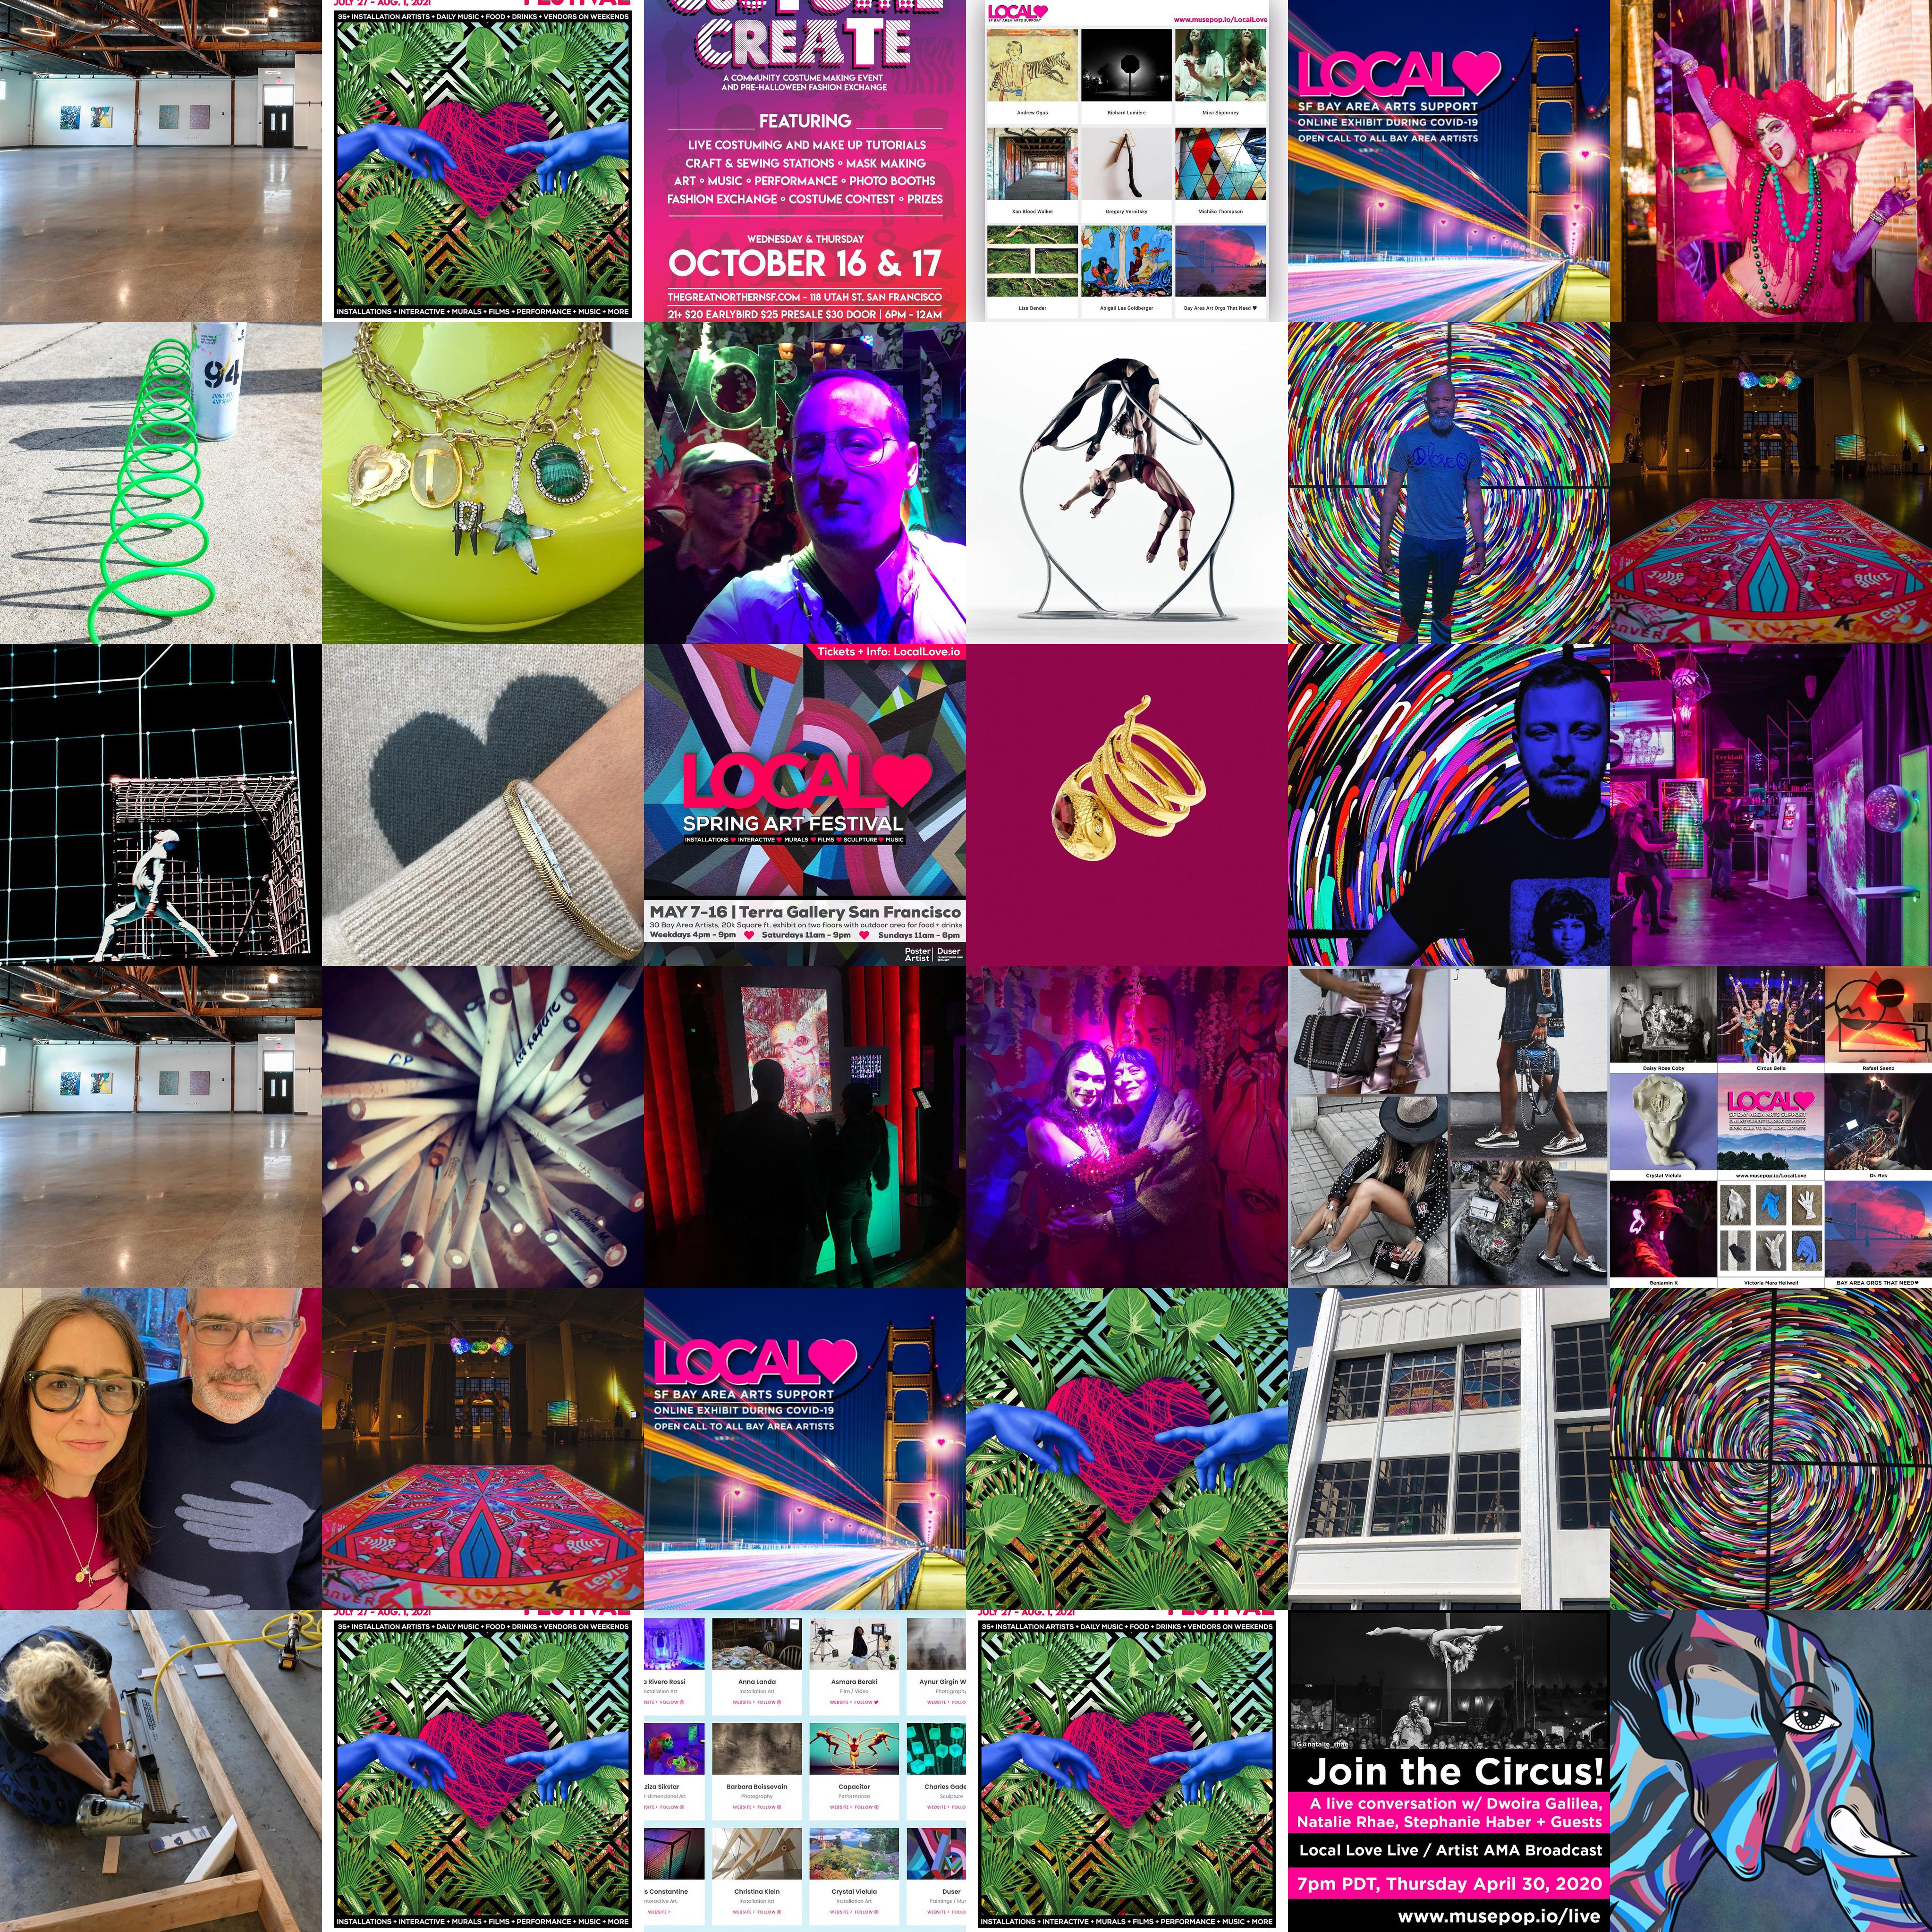 JULY 27 - AUG. 1, 2021
FESTIVAL
35+ INSTALLATION ARTISTS + DAILY MUSIC + FOOD + DRINKS + VENDORS ON WEEKENDS
INSTALLATIONS + INTERACTIVE + MURALS + FILMS + PERFORMANCE + MUSIC + MORE
CREATE
A COMMUNITY COSTUME MAKING EVENT
AND PRE-HALLOWEEN FASHION EXCHANGE
FEATURING
LIVE COSTUMING AND MAKE UP TUTORIALS
CRAFT & SEWING STATIONS • MASK MAKING
ART • MUSIC • PERFORMANCE • PHOTO BOOTHS
FASHION EXCHANGE • COSTUME CONTEST • PRIZES
WEDNESDAY & THURSDAY
OCTOBER 16 & 17
THEGREATNORTHERNSF.COM - 118 UTAH ST. SAN FRANCISCO
21+ $20 EARLYBIRD $25 PRESALE $30 DOOR | 6PM - 12AM
LOCAL
SF BAY AREA ARTS SUPPORT
www.musepop.io/LocalLove
Andrew Ogus
Richard Lumière
Mica Sigourney
Xan Blood Walker
Gregory Vernitsky
Michiko Thompson
Liza Bender
Abigail Lee Goldberger
Bay Area Art Orgs That Need ♥
LOCAL♥
SF BAY AREA ARTS SUPPORT
ONLINE EXHIBIT DURING COVID-19
OPEN CALL TO ALL BAY AREA ARTISTS
94
WORTHY
love
Levi's
Tickets + Info: LocalLove.io
LOCAL♥
SPRING ART FESTIVAL
INSTALLATIONS ♥ INTERACTIVE ♥ MURALS ♥ FILMS ♥ SCULPTURE ♥ MUSIC
MAY 7-16 | Terra Gallery San Francisco
30 Bay Area Artists, 20k Square ft. exhibit on two floors with outdoor area for food + drinks
Weekdays 4pm - 9pm ♥ Saturdays 11am - 9pm ♥ Sundays 11am - 6pm
Poster Artist | Duser
Cocktail
Daisy Rose Coby
Circus Bella
Rafael Saenz
Crystal Vielula
LOCAL♥
SF BAY AREA ARTS SUPPORT
ONLINE EXHIBIT DURING COVID-19
OPEN CALL TO ALL BAY AREA ARTISTS
www.musepop.io/LocalLove
Dr. Rek
Benjamin K
Victoria Mara Heilweil
BAY AREA ORGS THAT NEED♥
Levi's
LOCAL♥
SF BAY AREA ARTS SUPPORT
ONLINE EXHIBIT DURING COVID-19
OPEN CALL TO ALL BAY AREA ARTISTS
JULY 27 - AUG. 1, 2021
FESTIVAL
35+ INSTALLATION ARTISTS + DAILY MUSIC + FOOD + DRINKS + VENDORS ON WEEKENDS
INSTALLATIONS + INTERACTIVE + MURALS + FILMS + PERFORMANCE + MUSIC + MORE
a Rivero Rossi
Anna Landa
Asmara Beraki
Aynur Girgin W
nstallation Art
Installation Art
Film / Video
Photography
WEBSITE FOLLOW
ziza Sikstar
Barbara Boissevain
Capacitor
Charles Gade
i-dimensional Art
Photography
Performance
Sculpture
WEBSITE FOLLOW
s Constantine
Christina Klein
Crystal Vielula
Duser
eractive Art
Installation Art
Installation Art
Paintings / Mur
WEBSITE FOLLOW
JULY 27 - AUG. 1, 2021
FESTIVAL
35+ INSTALLATION ARTISTS + DAILY MUSIC + FOOD + DRINKS + VENDORS ON WEEKENDS
INSTALLATIONS + INTERACTIVE + MURALS + FILMS + PERFORMANCE + MUSIC + MORE
IG@natalie_rhae
Join the Circus!
A live conversation w/ Dwoira Galilea,
Natalie Rhae, Stephanie Haber + Guests
Local Love Live / Artist AMA Broadcast
7pm PDT, Thursday April 30, 2020
www.musepop.io/live